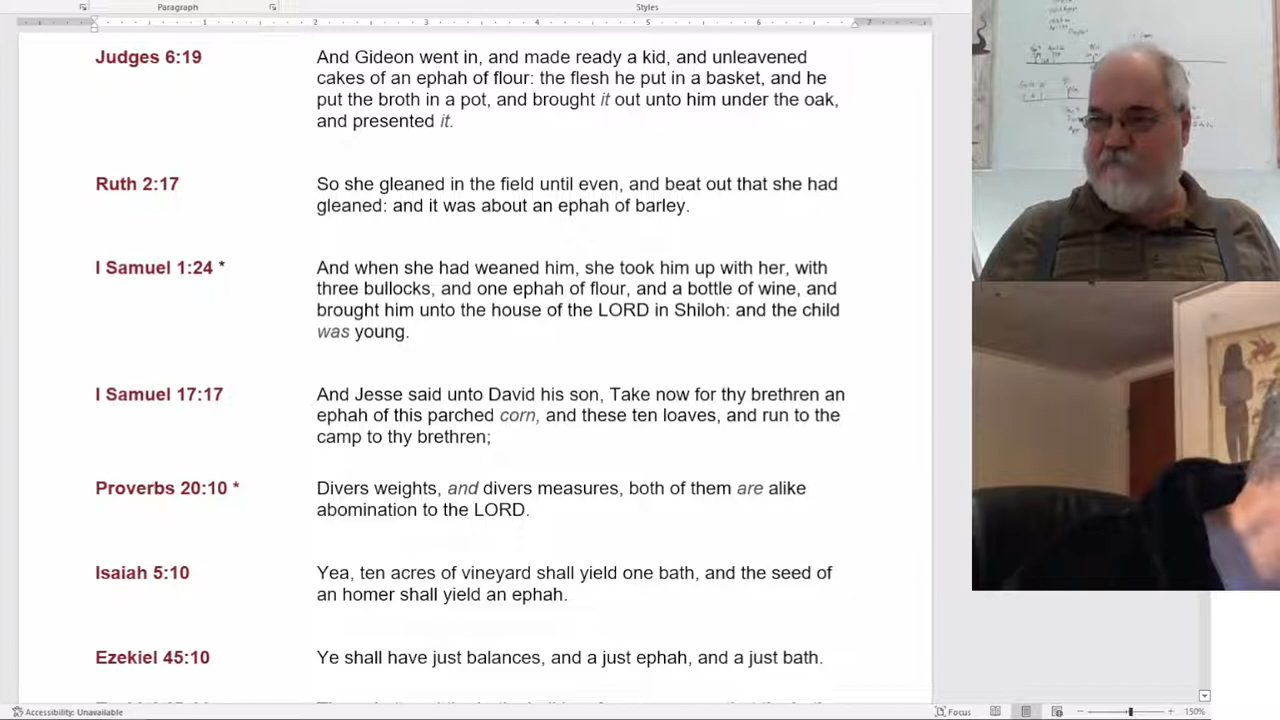 Paragraph
Styles
1 2 3 4 5 6 7
Judges 6:19
And Gideon went in, and made ready a kid, and unleavened
cakes of an ephah of flour: the flesh he put in a basket, and he
put the broth in a pot, and brought it out unto him under the oak,
and presented it.
Ruth 2:17
So she gleaned in the field until even, and beat out that she had
gleaned: and it was about an ephah of barley.
I Samuel 1:24 *
And when she had weaned him, she took him up with her, with
three bullocks, and one ephah of flour, and a bottle of wine, and
brought him unto the house of the LORD in Shiloh: and the child
was young.
I Samuel 17:17
And Jesse said unto David his son, Take now for thy brethren an
ephah of this parched corn, and these ten loaves, and run to the
camp to thy brethren;
Proverbs 20:10 *
Divers weights, and divers measures, both of them are alike
abomination to the LORD.
Isaiah 5:10
Yea, ten acres of vineyard shall yield one bath, and the seed of
an homer shall yield an ephah.
Ezekiel 45:10
Ye shall have just balances, and a just ephah, and a just bath.
Accessibility: Unavailable
Focus
150%